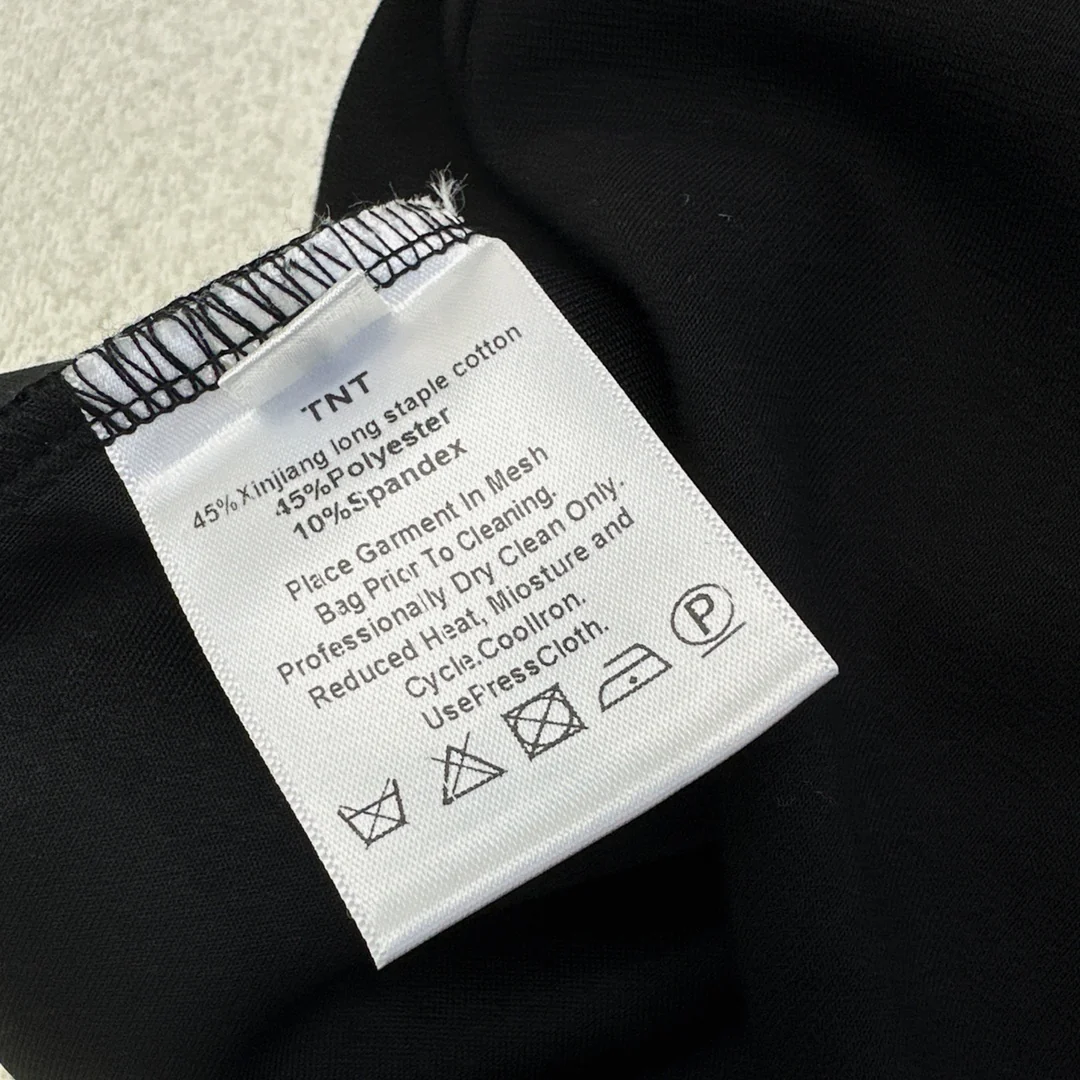 TNT
45%Xinjiang long staple cotton
45%Polyester
10%Spandex
Place Garment In Mesh
Bag Prior To Cleaning.
Professionally Dry Clean Only.
Reduced Heat, Miosture and
Cycle.CoolIron.
UsePressCloth.
P